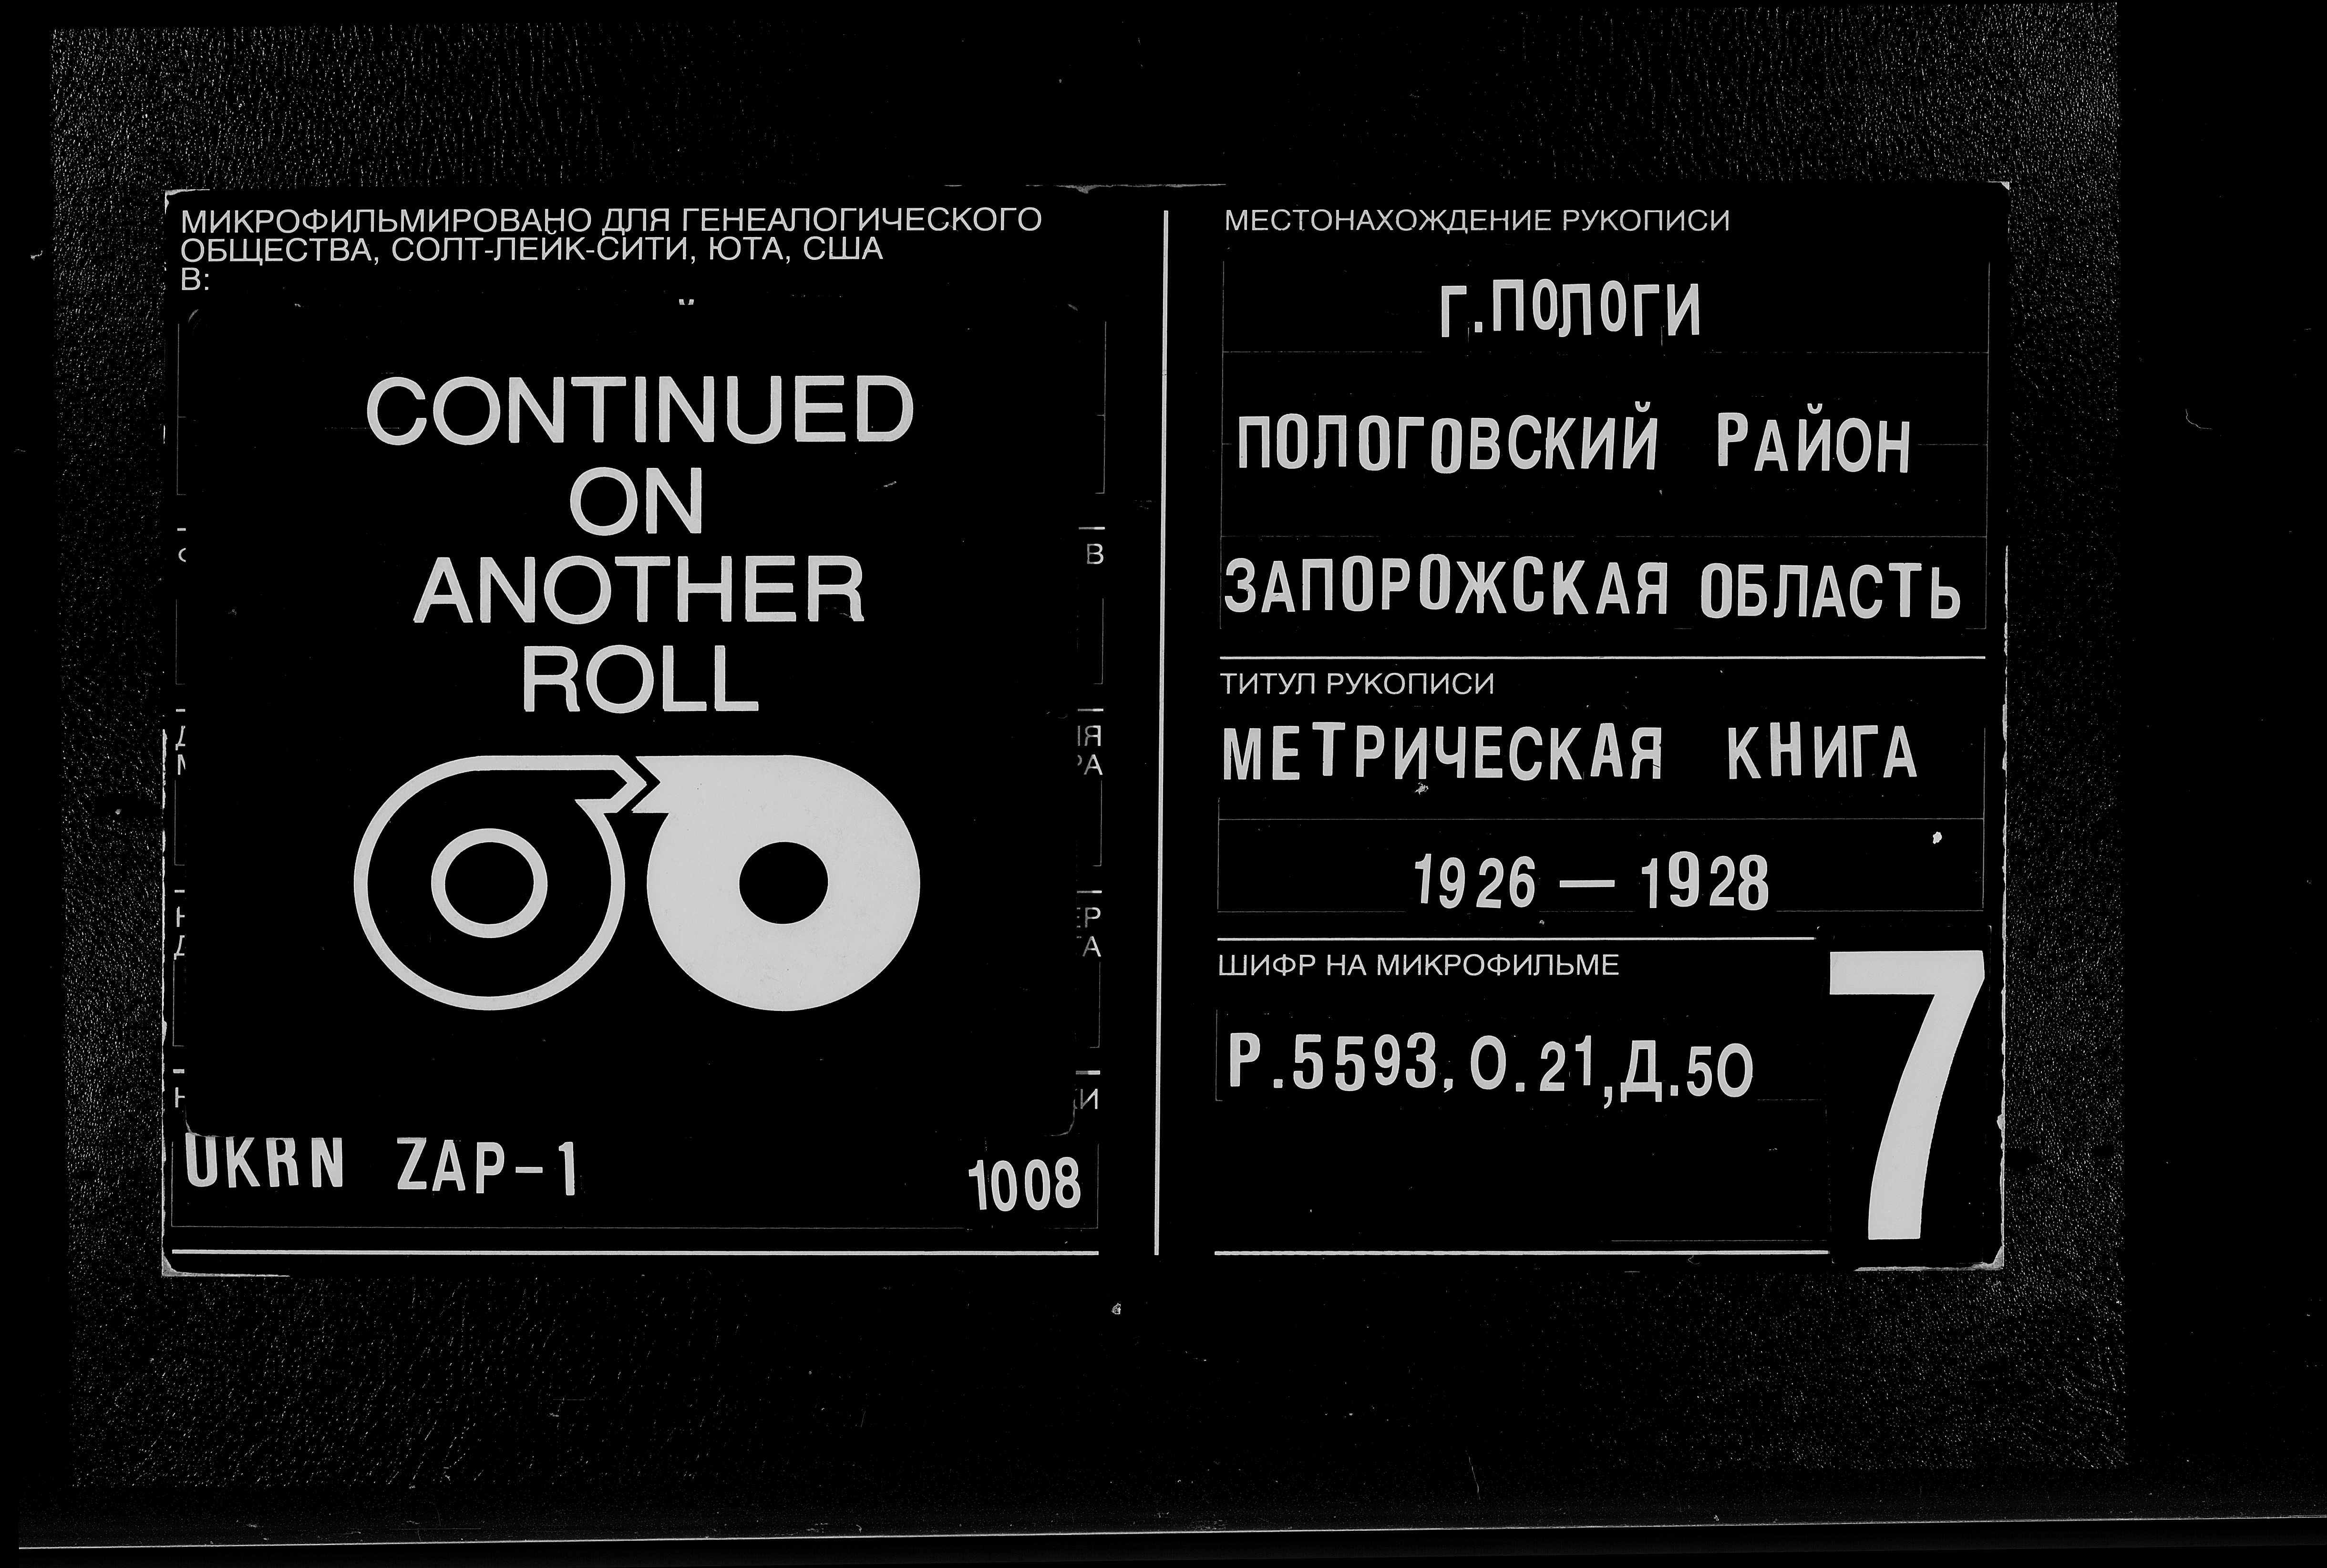 МИКРОФИЛЬМИРОВАНО ДЛЯ ГЕНЕАЛОГИЧЕСКОГО
ОБЩЕСТВА, СОЛТ-ЛЕЙК-СИТИ, ЮТА, США
В:
CONTINUED
ON
ANOTHER
ROLL
UKRN ZAP-1
1008
МЕСТОНАХОЖДЕНИЕ РУКОПИСИ
г.ПОЛОГИ
ПОЛОГОВСКИЙ РАЙОН
ЗАПОРОЖСКАЯ ОБЛАСТЬ
ТИТУЛ РУКОПИСИ
МЕТРИЧЕСКАЯ КНИГА
1926 — 1928
ШИФР НА МИКРОФИЛЬМЕ
Р.5593, О.21, Д.50
7